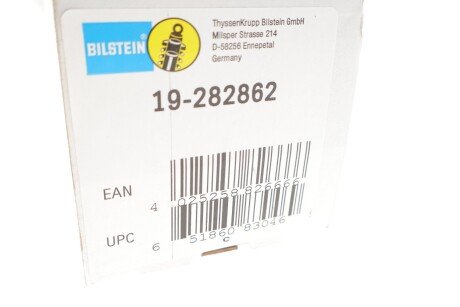 BILSTEIN
ThyssenKrupp Bilstein GmbH
Milsper Strasse 214
D-58256 Ennepetal
Germany
19-282862
EAN 4 025258 826666
UPC 6 51860 83046
c